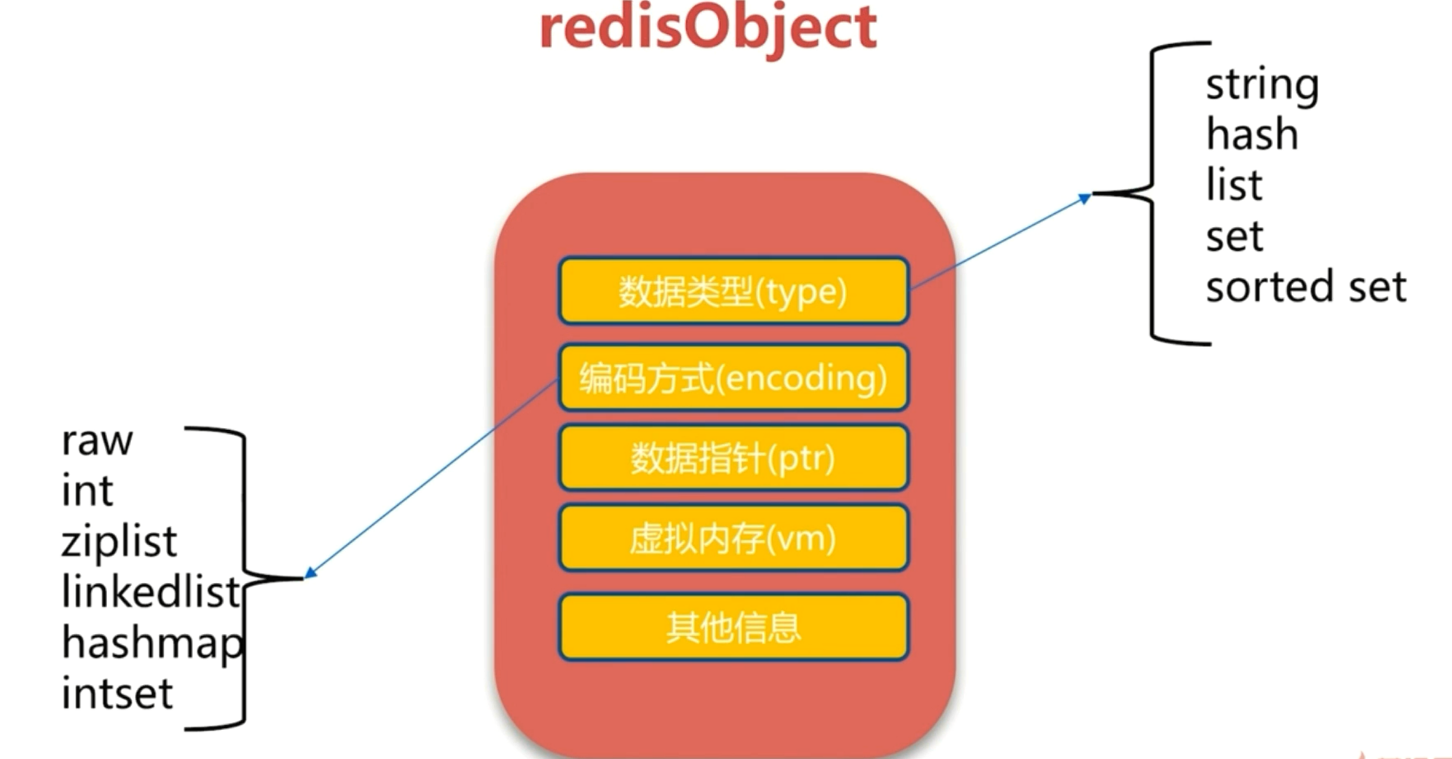 redisObject
string
hash
list
set
sorted set
数据类型(type)
编码方式(encoding)
数据指针(ptr)
虚拟内存(vm)
其他信息
raw
int
ziplist
linkedlist
hashmap
intset